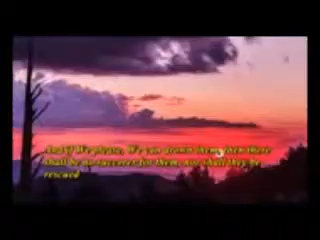 And if We please, We can drown them, then there
shall be no succorer for them, nor shall they be
rescued